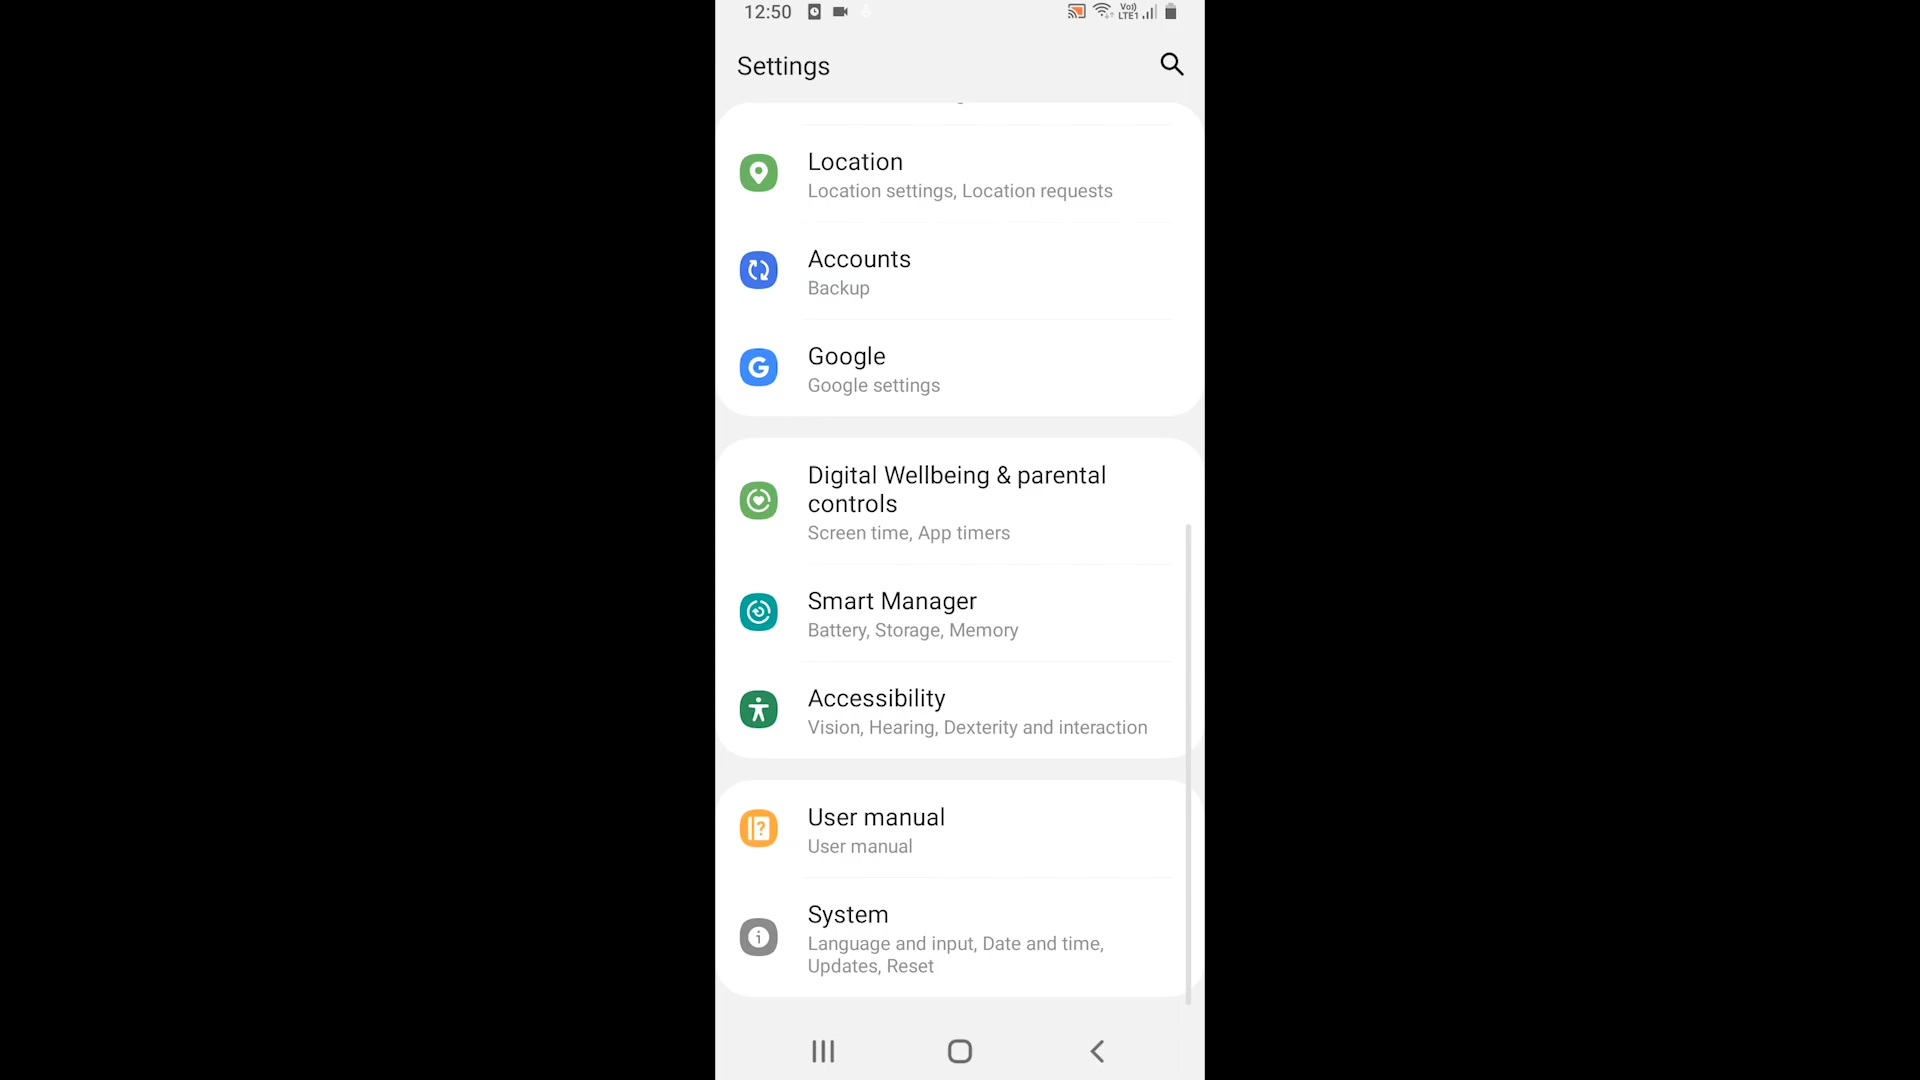 12:50
Vo)) LTE1
Settings
Location
Location settings, Location requests
Accounts
Backup
Google
Google settings
Digital Wellbeing & parental
controls
Screen time, App timers
Smart Manager
Battery, Storage, Memory
Accessibility
Vision, Hearing, Dexterity and interaction
User manual
User manual
System
Language and input, Date and time,
Updates, Reset